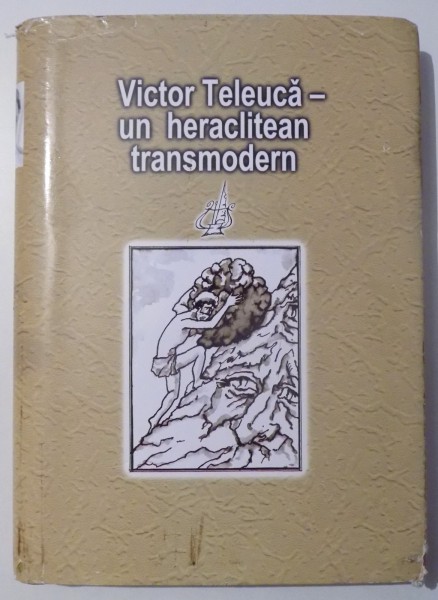 Victor Teleucă –
un heraclitean
transmodern